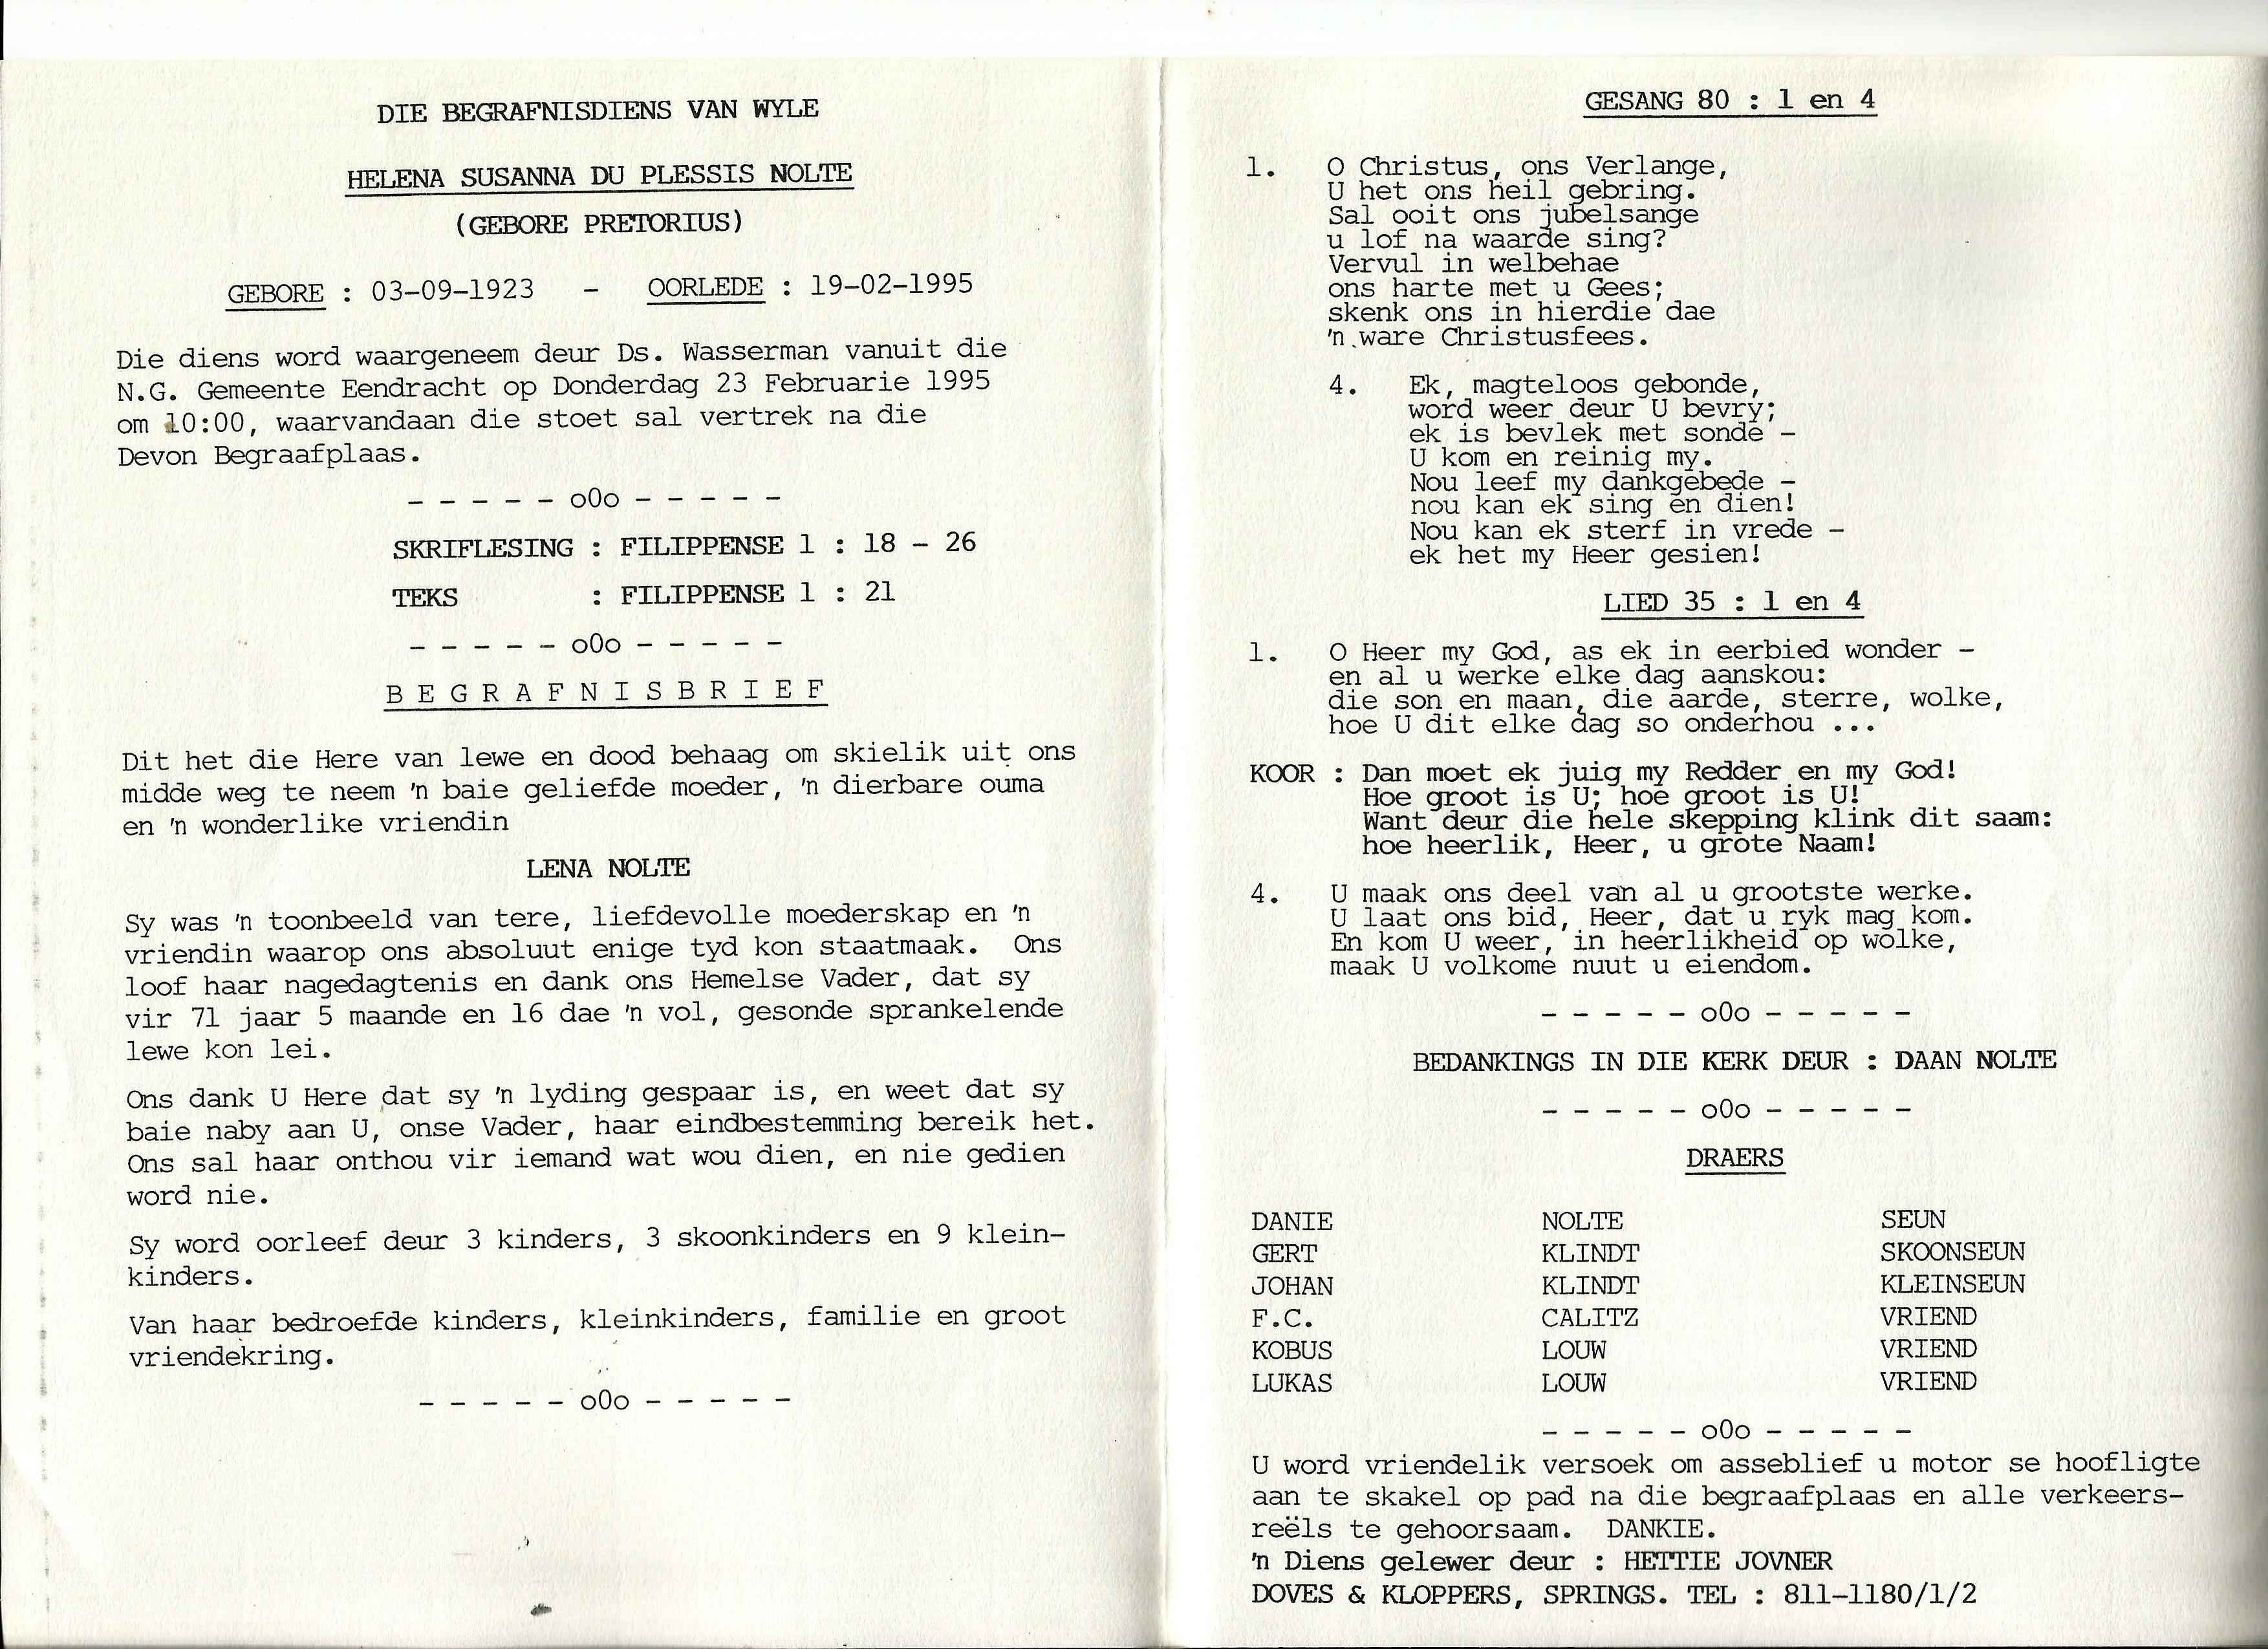 DIE BEGRAFNISDIENS VAN WYLE
HELENA SUSANNA DU PLESSIS NOLTE
(GEBORE PRETORIUS)
GEBORE : 03-09-1923 - OORLEDE : 19-02-1995
Die diens word waargeneem deur Ds. Wasserman vanuit die
N.G. Gemeente Eendracht op Donderdag 23 Februarie 1995
om 10:00, waarvandaan die stoet sal vertrek na die
Devon Begraafplaas.
- - - - - oOo - - - - -
SKRIFLESING : FILIPPENSE 1 : 18 - 26
TEKS : FILIPPENSE 1 : 21
- - - - - oOo - - - - -
B E G R A F N I S B R I E F
Dit het die Here van lewe en dood behaag om skielik uit ons
midde weg te neem 'n baie geliefde moeder, 'n dierbare ouma
en 'n wonderlike vriendin
LENA NOLTE
Sy was 'n toonbeeld van tere, liefdevolle moederskap en 'n
vriendin waarop ons absoluut enige tyd kon staatmaak. Ons
loof haar nagedagtenis en dank ons Hemelse Vader, dat sy
vir 71 jaar 5 maande en 16 dae 'n vol, gesonde sprankelende
lewe kon lei.
Ons dank U Here dat sy 'n lyding gespaar is, en weet dat sy
baie naby aan U, onse Vader, haar eindbestemming bereik het.
Ons sal haar onthou vir iemand wat wou dien, en nie gedien
word nie.
Sy word oorleef deur 3 kinders, 3 skoonkinders en 9 klein-
kinders.
Van haar bedroefde kinders, kleinkinders, familie en groot
vriendekring.
- - - - - oOo - - - - -
GESANG 80 : 1 en 4
1. O Christus, ons Verlange,
U het ons heil gebring.
Sal ooit ons jubelsange
u lof na waarde sing?
Vervul in welbehae
ons harte met u Gees;
skenk ons in hierdie dae
'n ware Christusfees.
4. Ek, magteloos gebonde,
word weer deur U bevry;
ek is bevlek met sonde -
U kom en reinig my.
Nou leef my dankgebede -
nou kan ek sing en dien!
Nou kan ek sterf in vrede -
ek het my Heer gesien!
LIED 35 : 1 en 4
1. O Heer my God, as ek in eerbied wonder -
en al u werke elke dag aanskou:
die son en maan, die aarde, sterre, wolke,
hoe U dit elke dag so onderhou ...
KOOR : Dan moet ek juig my Redder en my God!
Hoe groot is U; hoe groot is U!
Want deur die hele skepping klink dit saam:
hoe heerlik, Heer, u grote Naam!
4. U maak ons deel van al u grootste werke.
U laat ons bid, Heer, dat u ryk mag kom.
En kom U weer, in heerlikheid op wolke,
maak U volkome nuut u eiendom.
- - - - - oOo - - - - -
BEDANKINGS IN DIE KERK DEUR : DAAN NOLTE
- - - - - oOo - - - - -
DRAERS
DANIE NOLTE SEUN
GERT KLINDT SKOONSEUN
JOHAN KLINDT KLEINSEUN
F.C. CALITZ VRIEND
KOBUS LOUW VRIEND
LUKAS LOUW VRIEND
- - - - - oOo - - - - -
U word vriendelik versoek om asseblief u motor se hoofligte
aan te skakel op pad na die begraafplaas en alle verkeers-
reëls te gehoorsaam. DANKIE.
'n Diens gelewer deur : HETTIE JOVNER
DOVES & KLOPPERS, SPRINGS. TEL : 811-1180/1/2